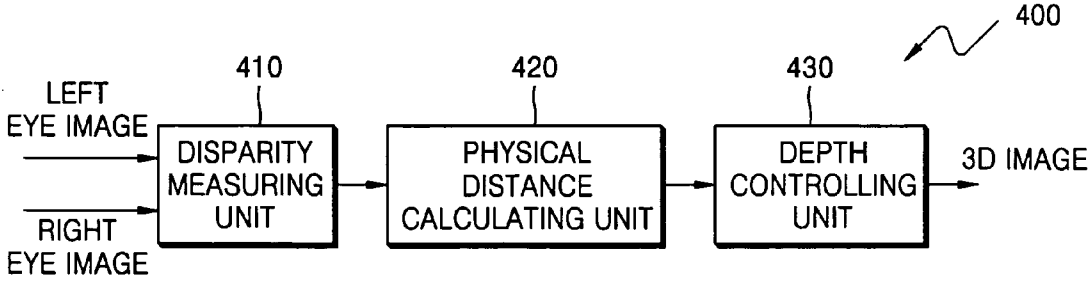 400
410
420
430
LEFT
EYE IMAGE
DISPARITY
MEASURING
UNIT
PHYSICAL
DISTANCE
CALCULATING UNIT
DEPTH
CONTROLLING
UNIT
3D IMAGE
RIGHT
EYE IMAGE